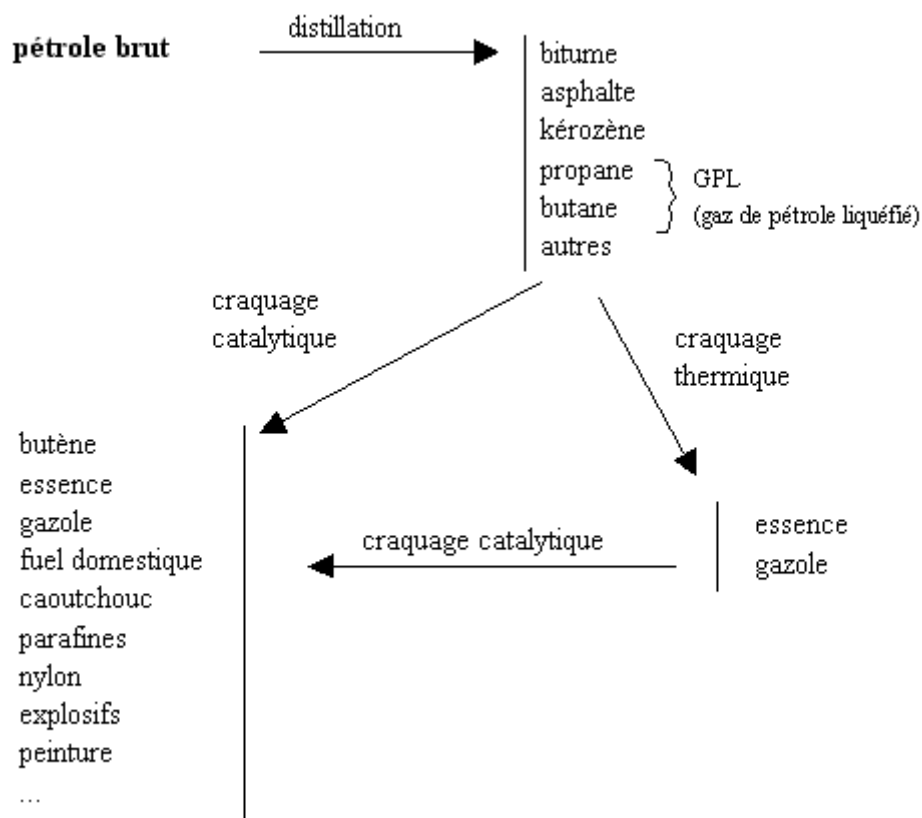 pétrole brut
distillation
bitume
asphalte
kérozène
propane
butane
autres
GPL
(gaz de pétrole liquéfié)
craquage
catalytique
craquage
thermique
butène
essence
gazole
fuel domestique
caoutchouc
parafines
nylon
explosifs
peinture
...
craquage catalytique
essence
gazole